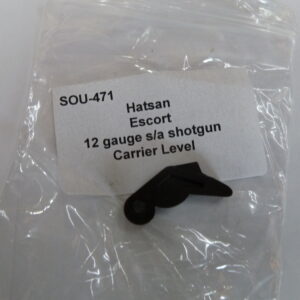 SOU-471
Hatsan
Escort
12 gauge s/a shotgun
Carrier Level